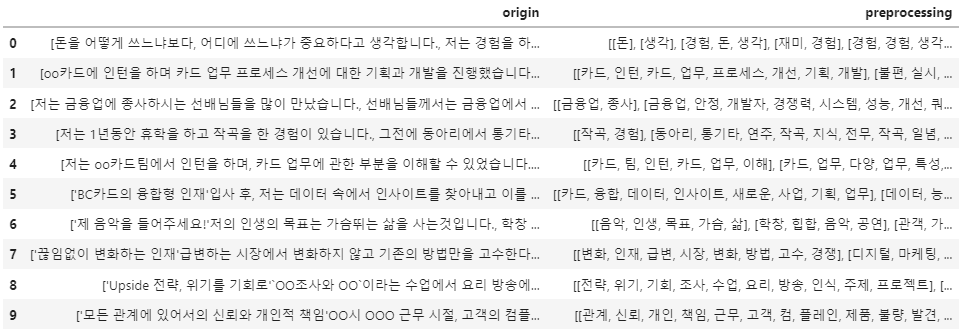 origin preprocessing
0 [돈을 어떻게 쓰느냐보다, 어디에 쓰느냐가 중요하다고 생각합니다., 저는 경험을 하... [[돈], [생각], [경험, 돈, 생각], [재미, 경험], [경험, 경험, 생각...
1 [oo카드에 인턴을 하며 카드 업무 프로세스 개선에 대한 기획과 개발을 진행했습니다... [[카드, 인턴, 카드, 업무, 프로세스, 개선, 기획, 개발], [불편, 실시, ...
2 [저는 금융업에 종사하시는 선배님들을 많이 만났습니다., 선배님들께서는 금융업에서 ... [[금융업, 종사], [금융업, 안정, 개발자, 경쟁력, 시스템, 성능, 개선, 쿼...
3 [저는 1년동안 휴학을 하고 작곡을 한 경험이 있습니다., 그전에 동아리에서 통기타... [[작곡, 경험], [동아리, 통기타, 연주, 작곡, 지식, 전무, 작곡, 일념, ...
4 [저는 oo카드팀에서 인턴을 하며, 카드 업무에 관한 부분을 이해할 수 있었습니다.... [[카드, 팀, 인턴, 카드, 업무, 이해], [카드, 업무, 다양, 업무, 특성,...
5 ['BC카드의 융합형 인재'입사 후, 저는 데이터 속에서 인사이트를 찾아내고 이를 ... [[카드, 융합, 데이터, 인사이트, 새로운, 사업, 기획, 업무], [데이터, 능...
6 ['제 음악을 들어주세요!'저의 인생의 목표는 가슴뛰는 삶을 사는것입니다., 학창 ... [[음악, 인생, 목표, 가슴, 삶], [학창, 힙합, 음악, 공연], [관객, 가...
7 ['끊임없이 변화하는 인재'급변하는 시장에서 변화하지 않고 기존의 방법만을 고수한다... [[변화, 인재, 급변, 시장, 변화, 방법, 고수, 경쟁], [디지털, 마케팅, ...
8 ['Upside 전략, 위기를 기회로'`OO조사와 OO`이라는 수업에서 요리 방송에... [[전략, 위기, 기회, 조사, 수업, 요리, 방송, 인식, 주제, 프로젝트], [...
9 ['모든 관계에 있어서의 신뢰와 개인적 책임'OO시 OOO 근무 시절, 고객의 컴플... [[관계, 신뢰, 개인, 책임, 근무, 고객, 컴, 플레인, 제품, 불량, 발견, ...